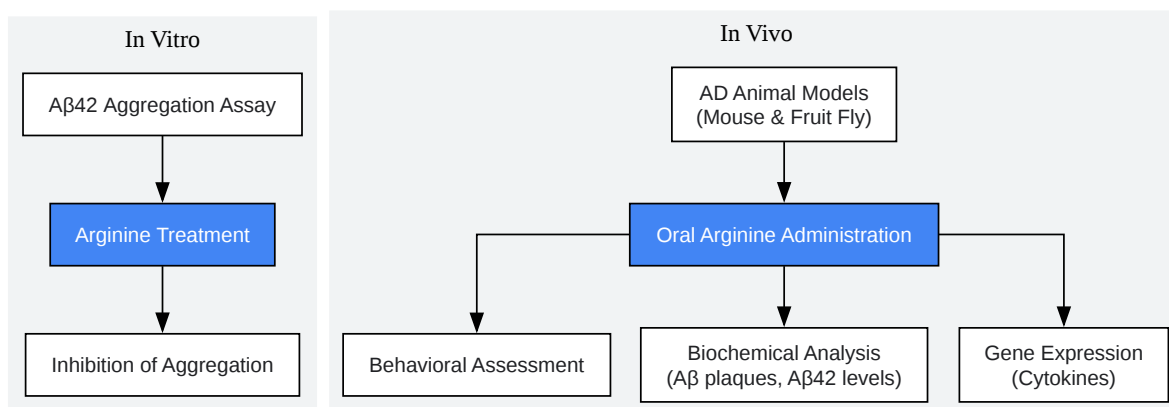 In Vitro
Aβ42 Aggregation Assay
Arginine Treatment
Inhibition of Aggregation
In Vivo
AD Animal Models
(Mouse & Fruit Fly)
Oral Arginine Administration
Behavioral Assessment
Biochemical Analysis
(Aβ plaques, Aβ42 levels)
Gene Expression
(Cytokines)